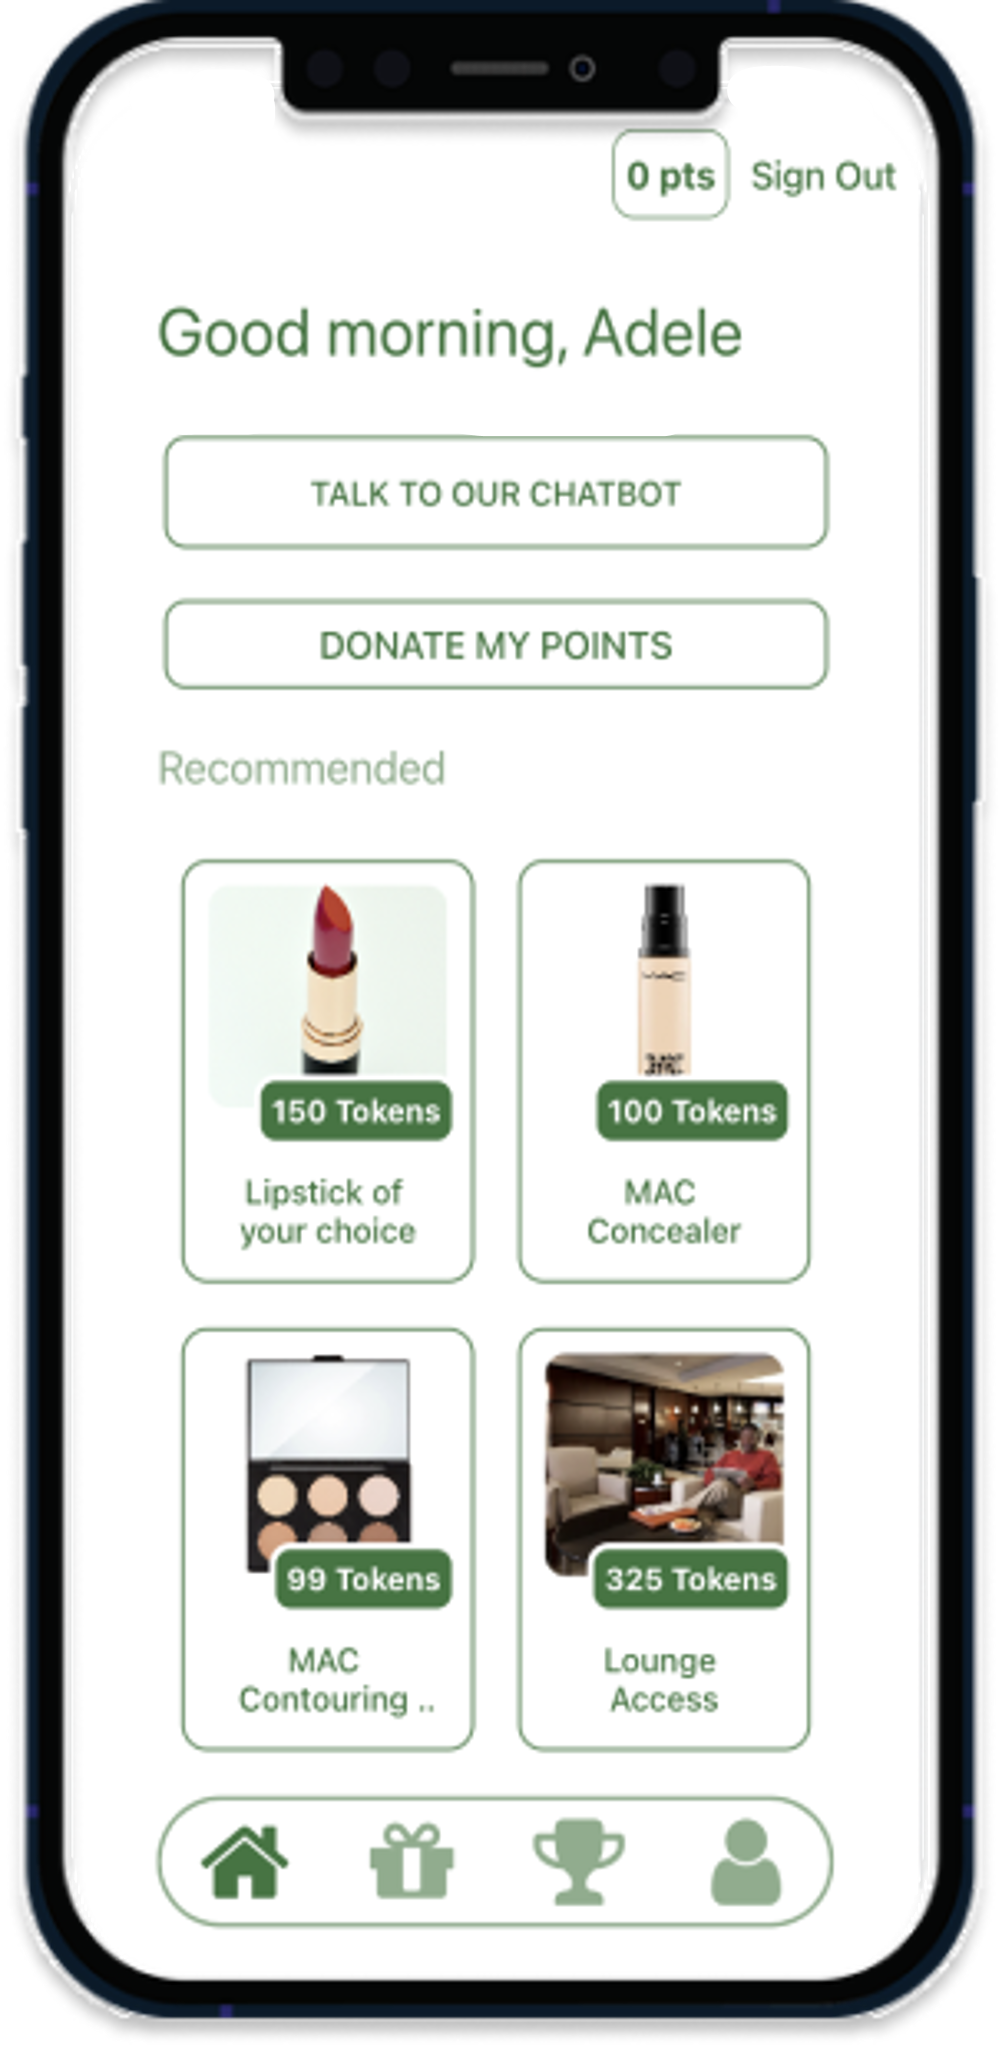 0 pts
Sign Out
Good morning, Adele
TALK TO OUR CHATBOT
DONATE MY POINTS
Recommended
150 Tokens
Lipstick of
your choice
MAC
100 Tokens
MAC
Concealer
99 Tokens
MAC
Contouring ..
325 Tokens
Lounge
Access